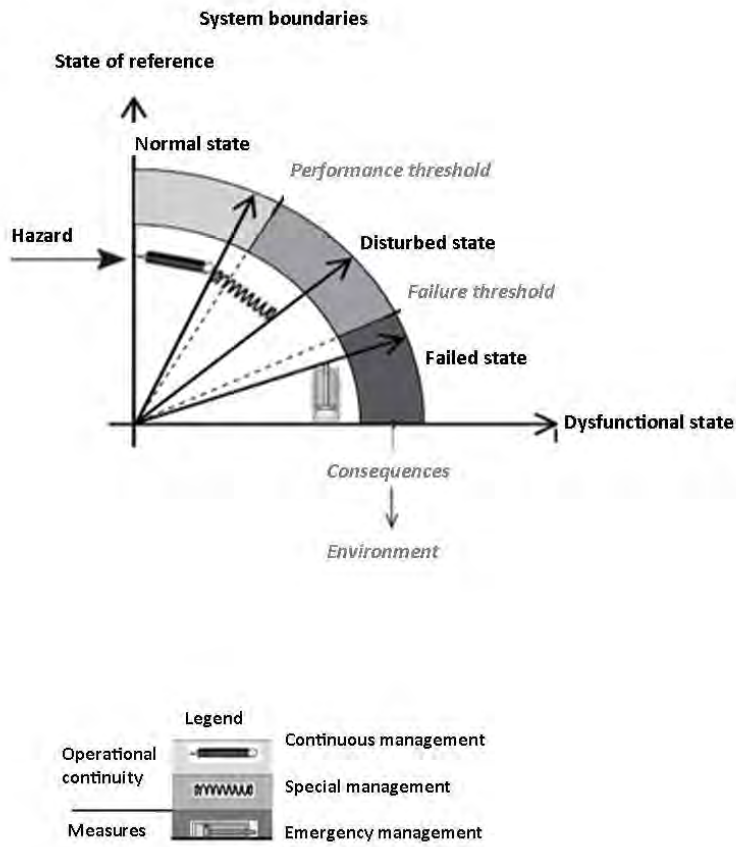 System boundaries
State of reference
Normal state
Performance threshold
Hazard
Disturbed state
Failure threshold
Failed state
Dysfunctional state
Consequences
Environment
Legend
Operational
continuity
Continuous management
Special management
Measures
Emergency management